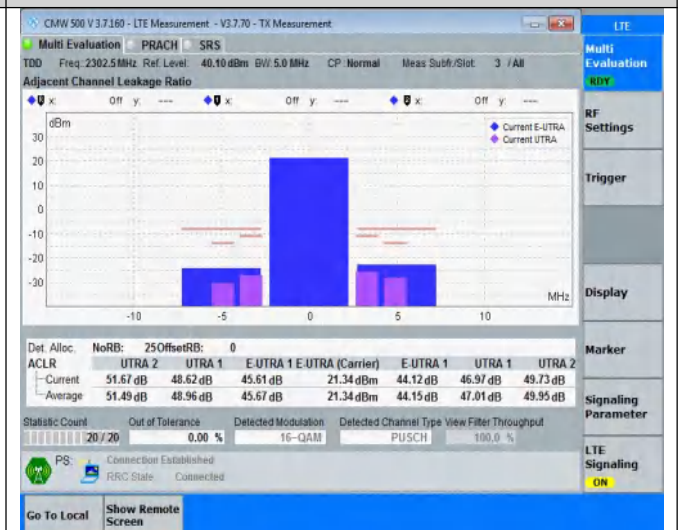 CMW 500 V 3.7.160 - LTE Measurement - V3.7.70 - TX Measurement
LTE
Multi Evaluation PRACH SRS
TDD Freq: 2302.5 MHz Ref. Level: 40.10 dBm BW: 5.0 MHz CP: Normal Meas Subfr./Slot: 3 / All
Adjacent Channel Leakage Ratio
x: Off y: --- x: Off y: --- x: Off y: ---
dBm
Current E-UTRA
Current UTRA
30
20
10
0
-10
-20
-30
MHz
-10 -5 0 5 10
Det. Alloc. NoRB: 25 OffsetRB: 0
ACLR UTRA 2 UTRA 1 E-UTRA 1 E-UTRA (Carrier) E-UTRA 1 UTRA 1 UTRA 2
Current 51.67 dB 48.62 dB 45.61 dB 21.34 dBm 44.12 dB 46.97 dB 49.73 dB
Average 51.49 dB 48.96 dB 45.67 dB 21.34 dBm 44.15 dB 47.01 dB 49.95 dB
Statistic Count Out of Tolerance Detected Modulation Detected Channel Type View Filter Throughput
20 / 20 0.00 % 16-QAM PUSCH 100.0 %
PS: Connection Established
RRC State Connected
Multi
Evaluation
RDY
RF
Settings
Trigger
Display
Marker
Signaling
Parameter
LTE
Signaling
ON
Go To Local
Show Remote
Screen